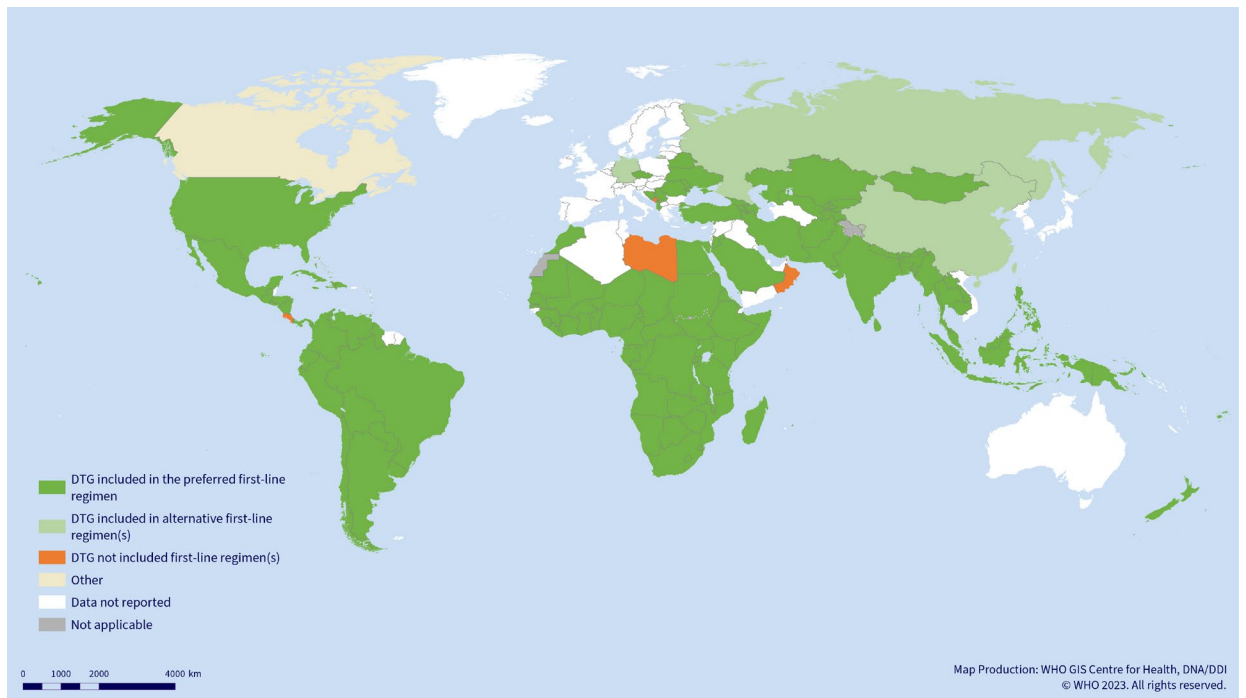 DTG included in the preferred first-line
regimen
DTG included in alternative first-line
regimen(s)
DTG not included first-line regimen(s)
Other
Data not reported
Not applicable
0 1000 2000 4000 km
Map Production: WHO GIS Centre for Health, DNA/DDI
© WHO 2023. All rights reserved.